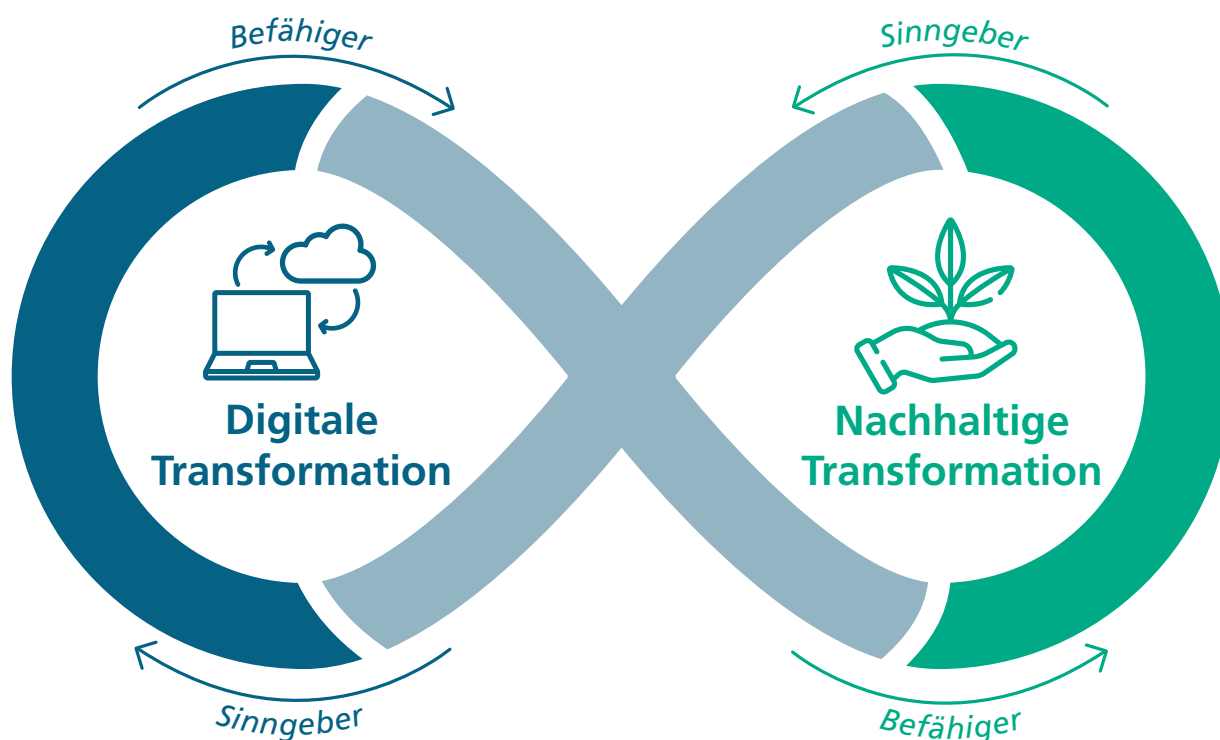 Befähiger
Sinngeber
Digitale
Transformation
Nachhaltige
Transformation
Sinngeber
Befähiger